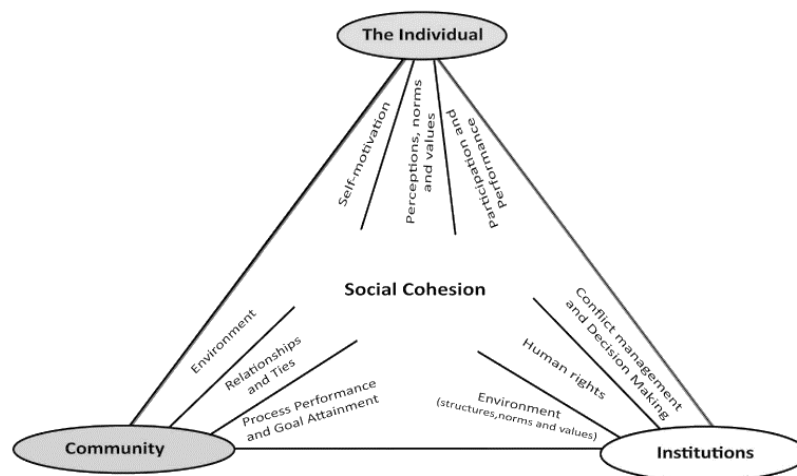 The Individual
Self-motivation
Perceptions, norms
and values
Participation and
Performance
Social Cohesion
Environment
Relationships
and Ties
Process Performance
and Goal Attainment
Conflict management
and Decision Making
Human rights
Environment
(structures,norms and values)
Community
Institutions